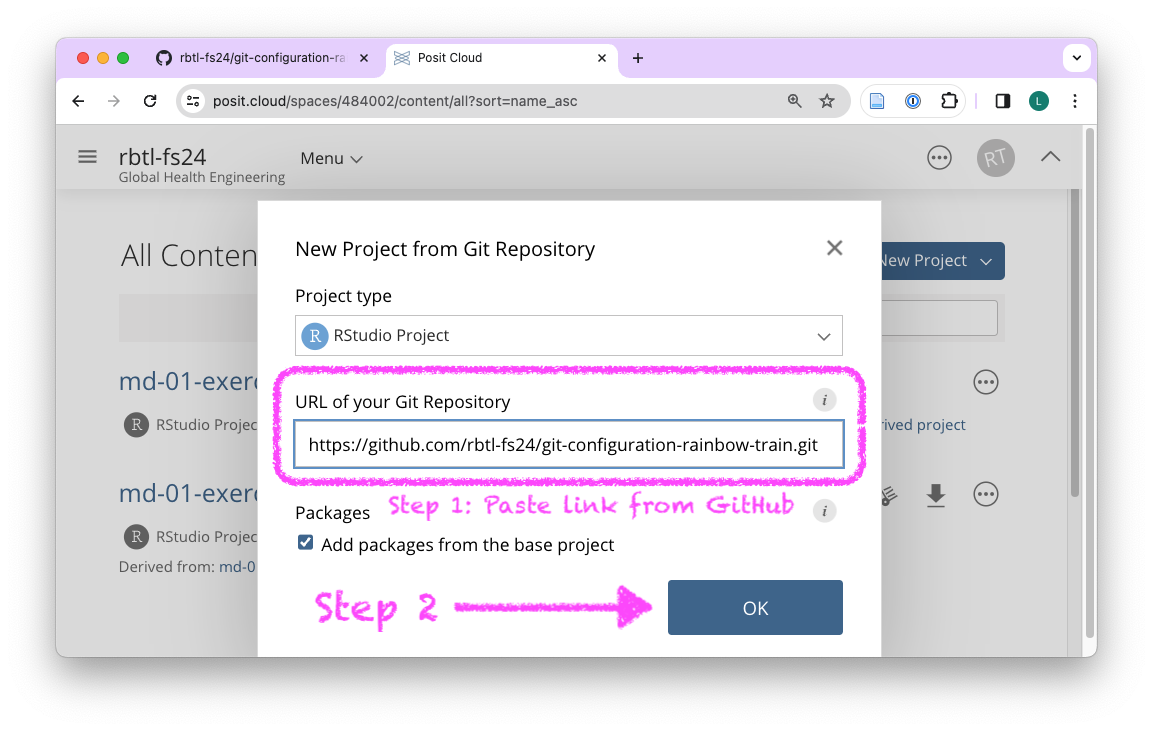 rbtl-fs24/git-configuration-ra
Posit Cloud
posit.cloud/spaces/484002/content/all?sort=name_asc
L
rbtl-fs24
Global Health Engineering
Menu
RT
All Conten
New Project
New Project from Git Repository
Project type
R RStudio Project
md-01-exerc
R RStudio Projec
rived project
URL of your Git Repository
i
https://github.com/rbtl-fs24/git-configuration-rainbow-train.git
md-01-exerc
Step 1: Paste link from GitHub
Packages
i
R RStudio Projec
Add packages from the base project
Derived from: md-0
Step 2
OK